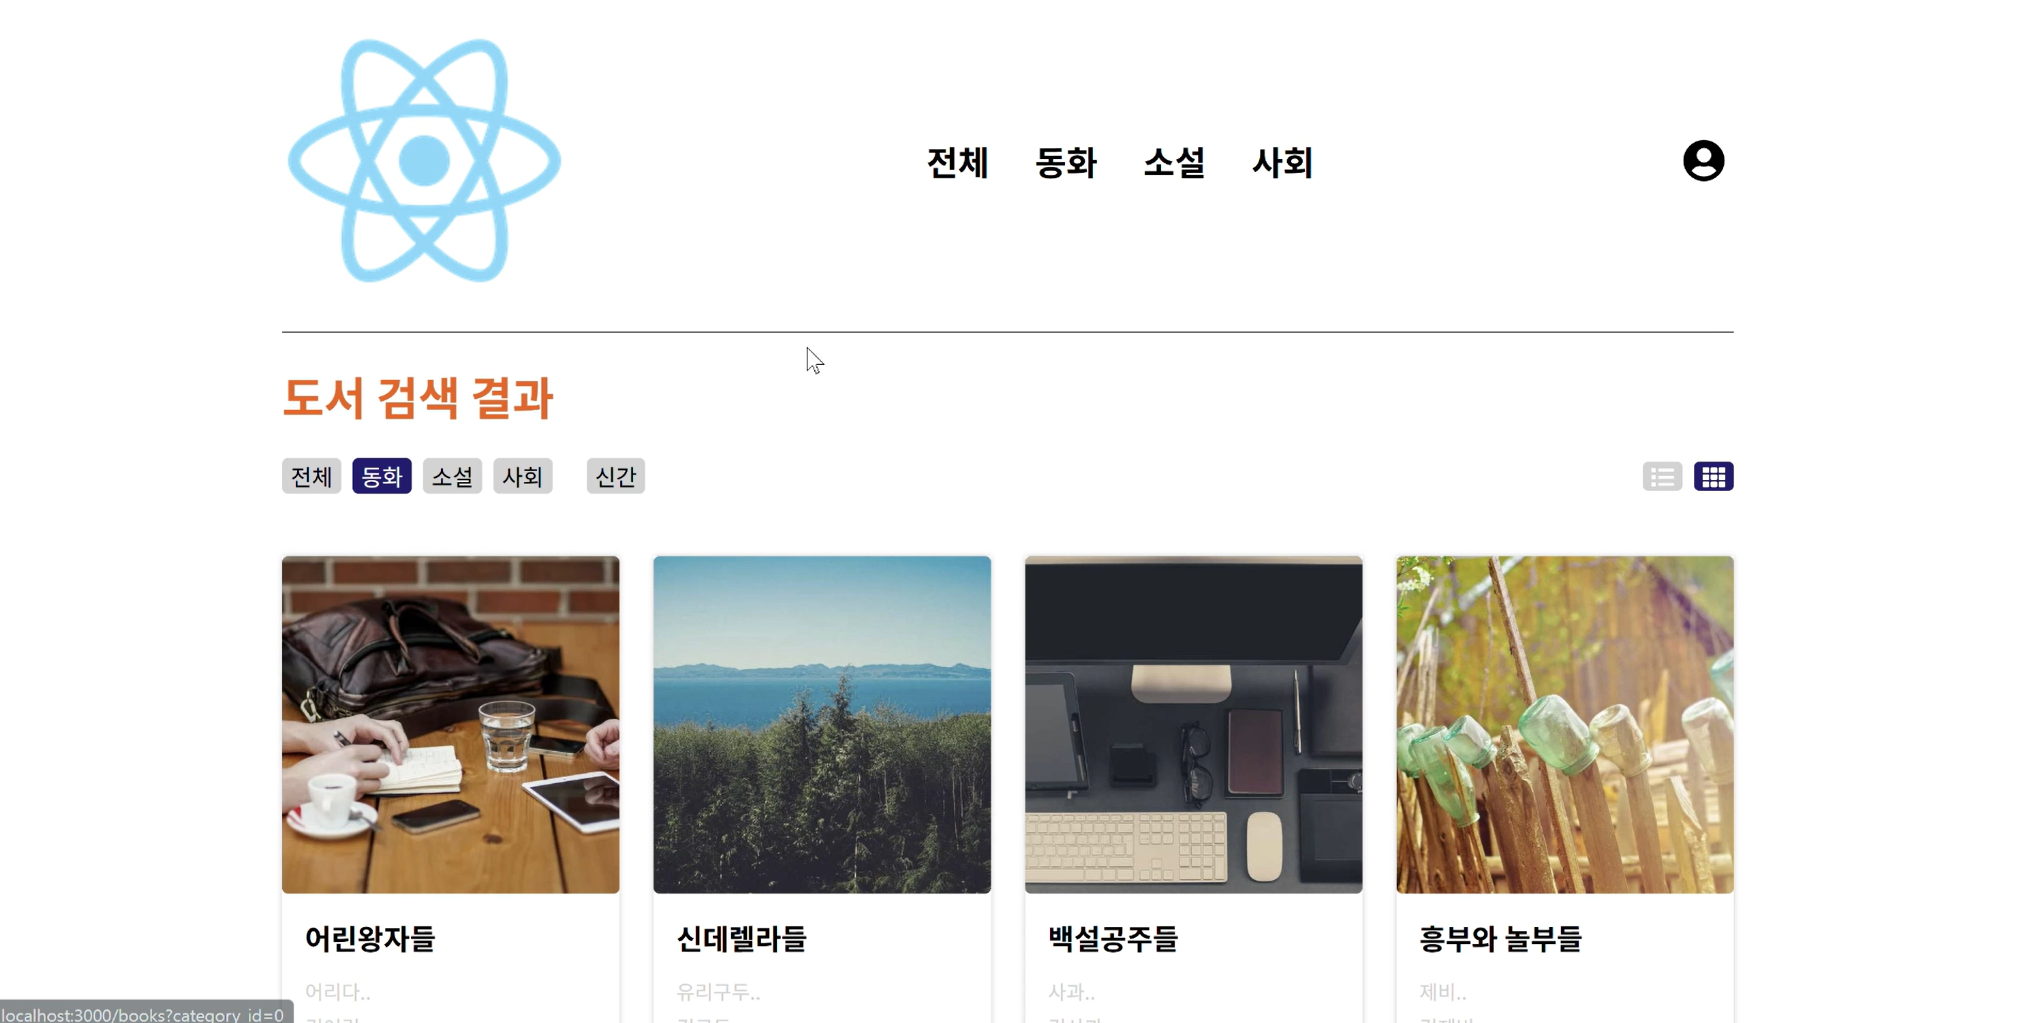 전체 동화 소설 사회
도서 검색 결과
전체 동화 소설 사회 신간
어린왕자들 신데렐라들 백설공주들 흥부와 놀부들
어리다.. 유리구두.. 사과.. 제비..
localhost:3000/books?category_id=0